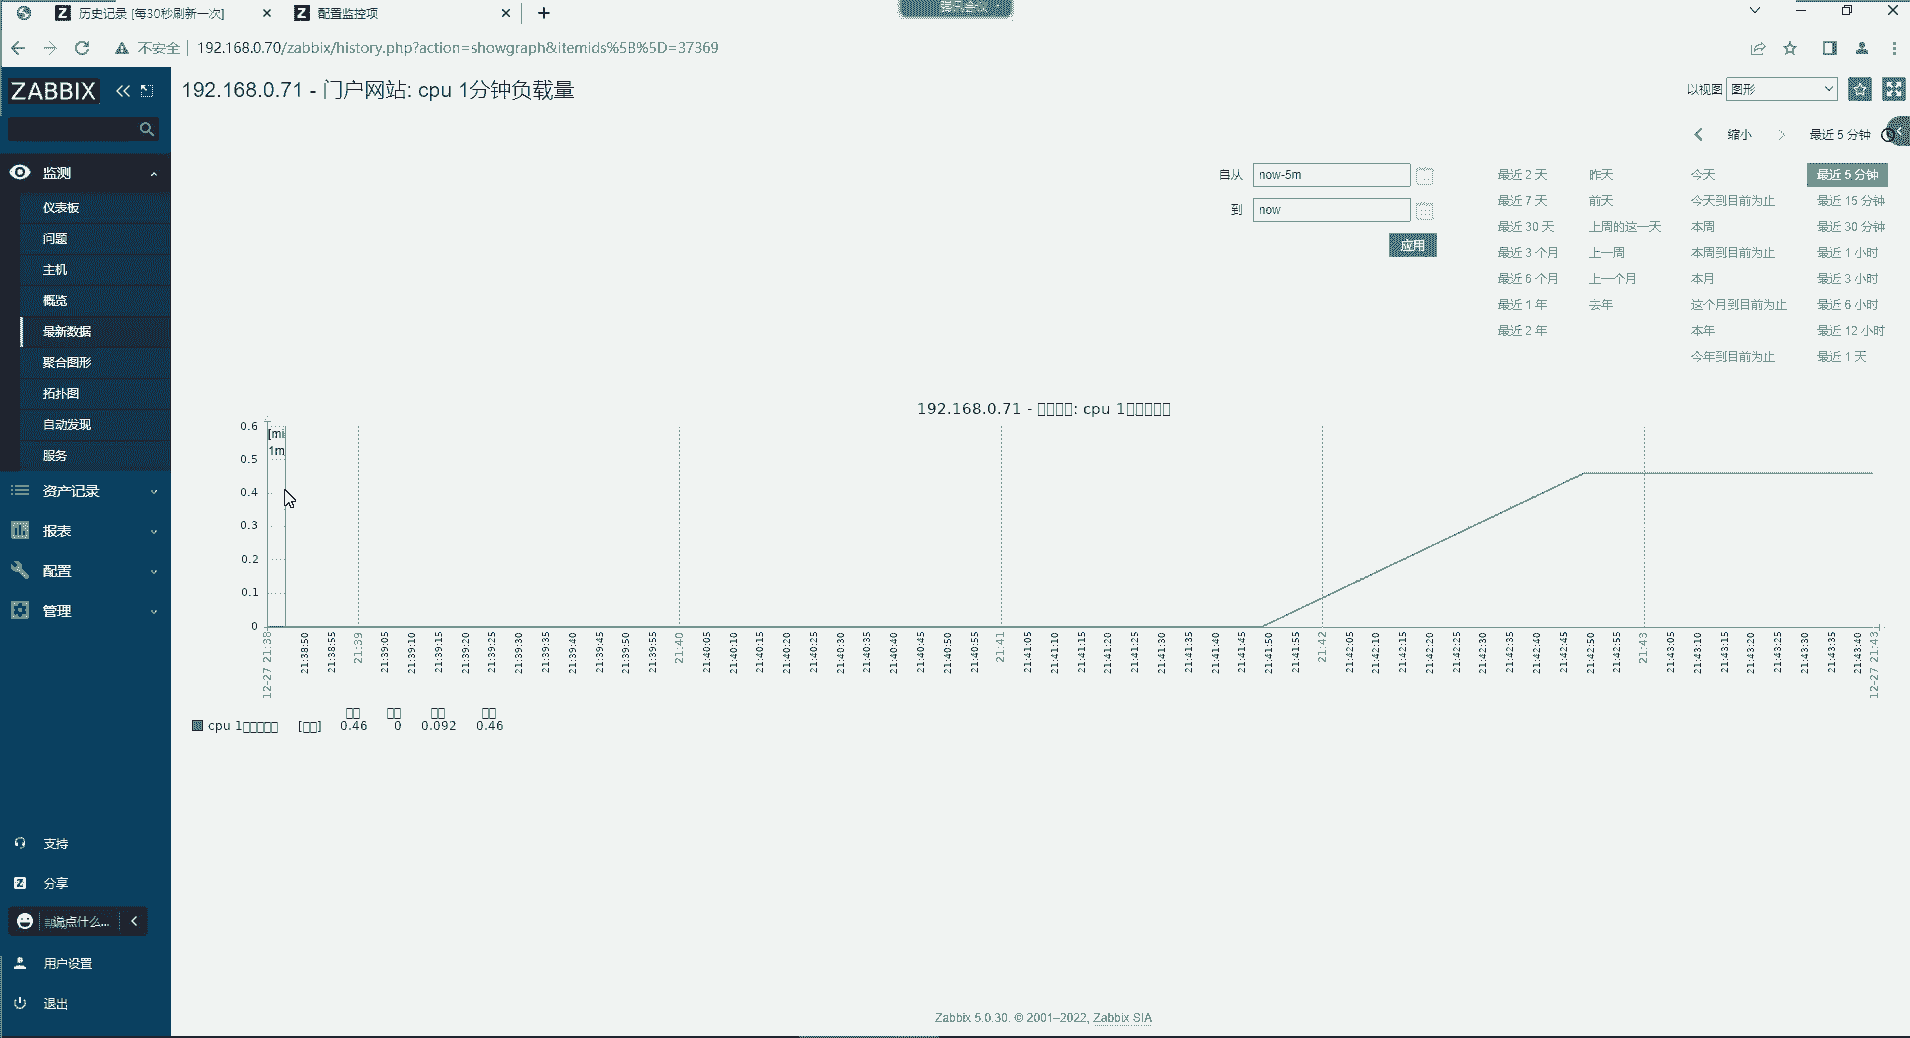 腾讯会议
历史记录 [每30秒刷新一次]
配置监控项
不安全 192.168.0.70/zabbix/history.php?action=showgraph&itemids%5B%5D=37369
ZABBIX
192.168.0.71 - 门户网站: cpu 1分钟负载量
以视图 图形
缩小 最近 5 分钟
监测
仪表板
问题
主机
概览
最新数据
聚合图形
拓扑图
自动发现
服务
资产记录
报表
配置
管理
支持
分享
说点什么...
用户设置
退出
自从 now-5m
到 now
应用
最近 2 天 昨天 今天 最近 5 分钟
最近 7 天 前天 今天到目前为止 最近 15 分钟
最近 30 天 上周的这一天 本周 最近 30 分钟
最近 3 个月 上一周 本周到目前为止 最近 1 小时
最近 6 个月 上一个月 本月 最近 3 小时
最近 1 年 去年 这个月到目前为止 最近 6 小时
最近 2 年 本年 最近 12 小时
今年到目前为止 最近 1 天
192.168.0.71 - □□□□: cpu 1□□□□□
0.6
[mi
1m
0.5
0.4
0.3
0.2
0.1
0
12-27 21:38 21:38:50 21:38:55 21:39 21:39:05 21:39:10 21:39:15 21:39:20 21:39:25 21:39:30 21:39:35 21:39:40 21:39:45 21:39:50 21:39:55 21:40 21:40:05 21:40:10 21:40:15 21:40:20 21:40:25 21:40:30 21:40:35 21:40:40 21:40:45 21:40:50 21:40:55 21:41 21:41:05 21:41:10 21:41:15 21:41:20 21:41:25 21:41:30 21:41:35 21:41:40 21:41:45 21:41:50 21:41:55 21:42 21:42:05 21:42:10 21:42:15 21:42:20 21:42:25 21:42:30 21:42:35 21:42:40 21:42:45 21:42:50 21:42:55 21:43 21:43:05 21:43:10 21:43:15 21:43:20 21:43:25 21:43:30 21:43:35 21:43:40 12-27 21:43
□□ □□ □□ □□
cpu 1□□□□□ [□□] 0.46 0 0.092 0.46
Zabbix 5.0.30. © 2001–2022, Zabbix SIA